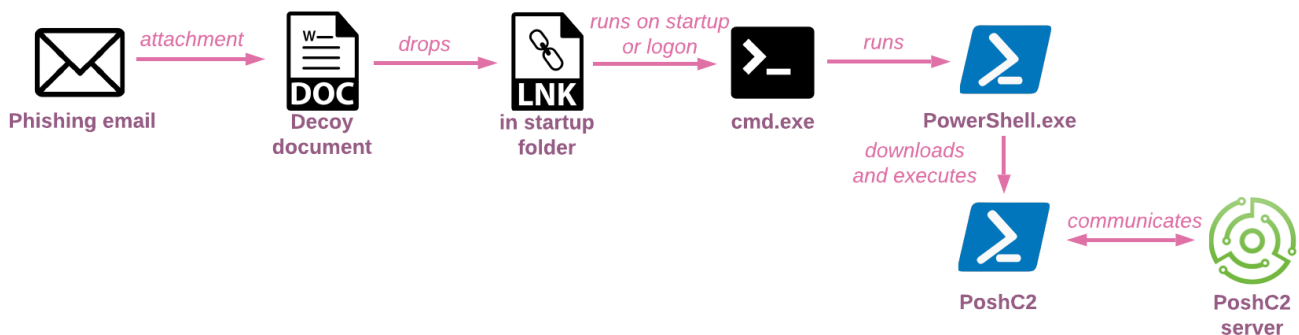 attachment
drops
runs on startup
or logon
runs
W
DOC
LNK
Phishing email
Decoy
document
in startup
folder
cmd.exe
PowerShell.exe
downloads
and executes
communicates
PoshC2
PoshC2
server